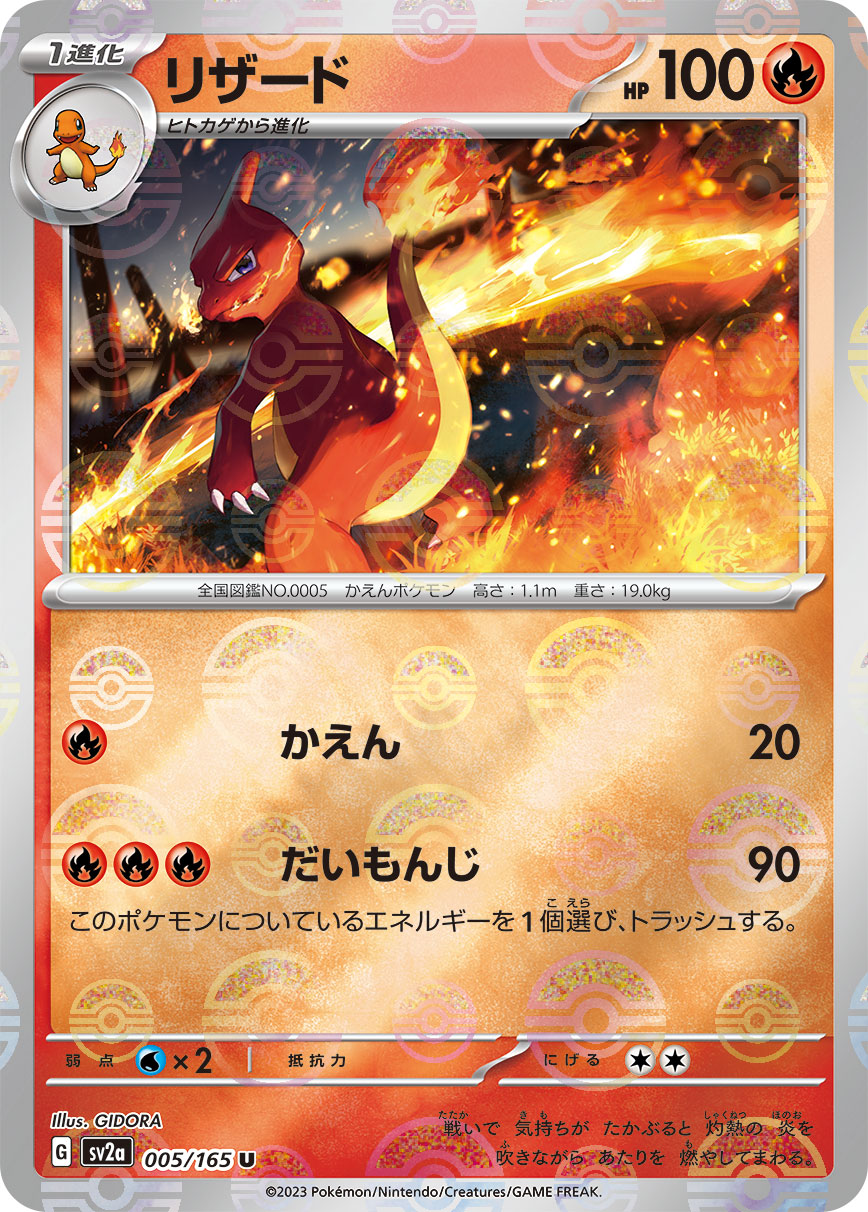 1進化
リザード
HP 100
ヒトカゲから進化
全国図鑑NO.0005 かえんポケモン 高さ:1.1m 重さ:19.0kg
かえん 20
だいもんじ 90
このポケモンについているエネルギーを1個選び、トラッシュする。
弱点 ×2 抵抗力 にげる
Illus. GIDORA
G sv2a 005/165 U
戦いで 気持ちが たかぶると 灼熱の 炎を
吹きながら あたりを 燃やしてまわる。
©2023 Pokémon/Nintendo/Creatures/GAME FREAK.